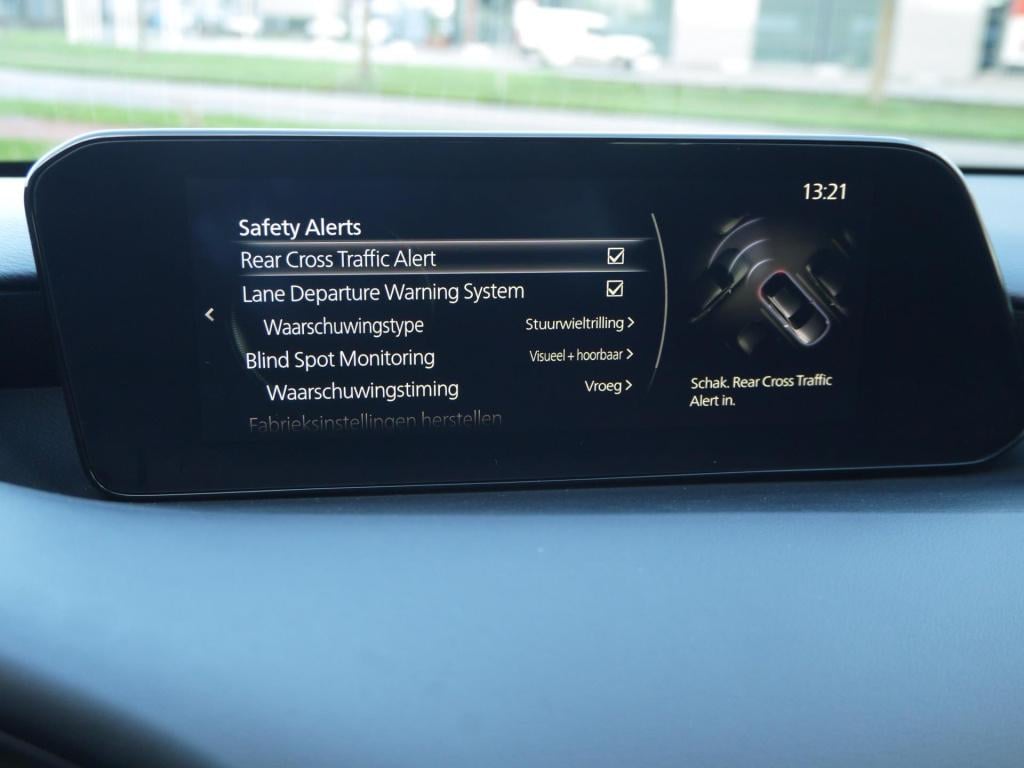 13:21
Safety Alerts
Rear Cross Traffic Alert
Lane Departure Warning System
Waarschuwingstype Stuurwieltrilling
Blind Spot Monitoring Visueel + hoorbaar
Waarschuwingstiming Vroeg
Fabrieksinstellingen herstellen
Schak. Rear Cross Traffic
Alert in.